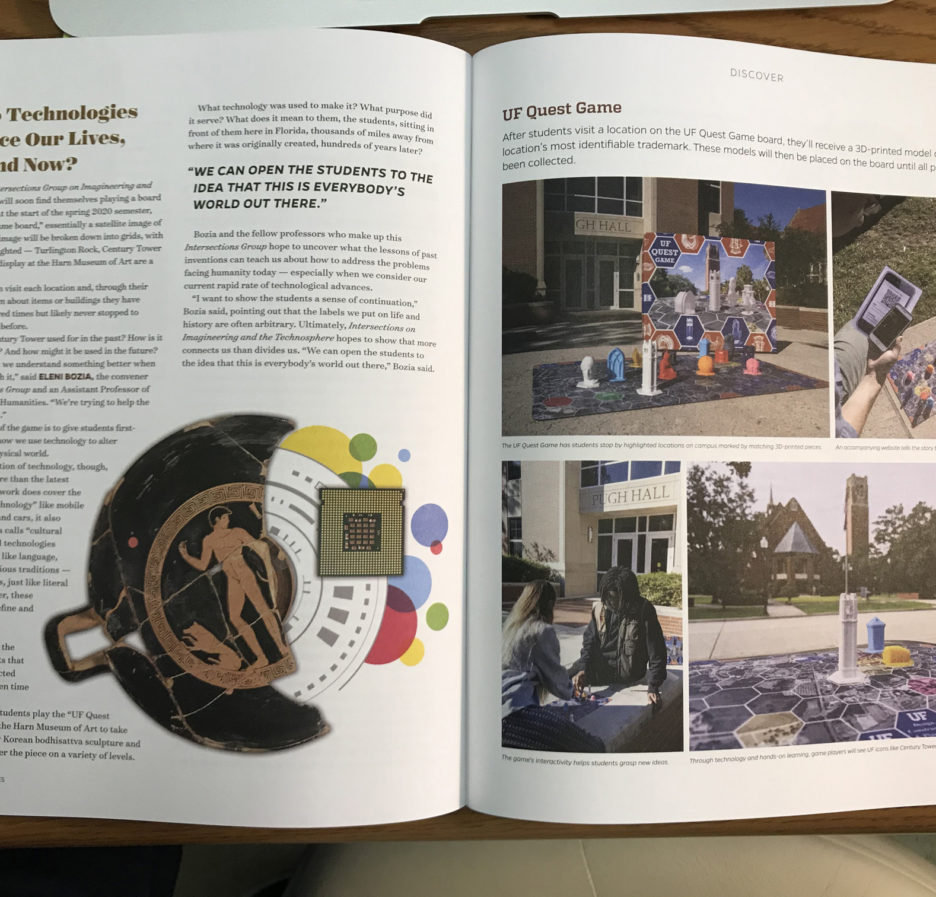 Technologies
ce Our Lives,
nd Now?
ersections Group on Imagineering and
will soon find themselves playing a board
t the start of the spring 2020 semester,
me board," essentially a satellite image of
mage will be broken down into grids, with
ghted — Turlington Rock, Century Tower
display at the Harn Museum of Art are a
visit each location and, through their
n about items or buildings they have
ed times but likely never stopped to
before.
tury Tower used for in the past? How is it
? And how might it be used in the future?
we understand something better when
h it," said ELENI BOZIA, the convener
s Group and an Assistant Professor of
Humanities. "We're trying to help the
."
of the game is to give students first-
ow we use technology to alter
ysical world.
tion of technology, though,
re than the latest
work does cover the
hnology" like mobile
nd cars, it also
a calls "cultural
l technologies
like language,
ious traditions —
s, just like literal
er, these
fine and
the
s that
cted
en time
tudents play the "UF Quest
he Harn Museum of Art to take
Korean bodhisattva sculpture and
er the piece on a variety of levels.
What technology was used to make it? What purpose did
it serve? What does it mean to them, the students, sitting in
front of them here in Florida, thousands of miles away from
where it was originally created, hundreds of years later?
"WE CAN OPEN THE STUDENTS TO THE
IDEA THAT THIS IS EVERYBODY'S
WORLD OUT THERE."
Bozia and the fellow professors who make up this
Intersections Group hope to uncover what the lessons of past
inventions can teach us about how to address the problems
facing humanity today — especially when we consider our
current rapid rate of technological advances.
"I want to show the students a sense of continuation,"
Bozia said, pointing out that the labels we put on life and
history are often arbitrary. Ultimately, Intersections on
Imagineering and the Technosphere hopes to show that more
connects us than divides us. "We can open the students to
the idea that this is everybody's world out there," Bozia said.
DISCOVER
UF Quest Game
After students visit a location on the UF Quest Game board, they'll receive a 3D-printed model
location's most identifiable trademark. These models will then be placed on the board until all p
been collected.
GH HALL
UF
QUEST
GAME
The UF Quest Game has students stop by highlighted locations on campus marked by matching 3D-printed pieces.
An accompanying website tells the story
PUGH HALL
UF
The game's interactivity helps students grasp new ideas.
Through technology and hands-on learning, game players will see UF icons like Century Tower